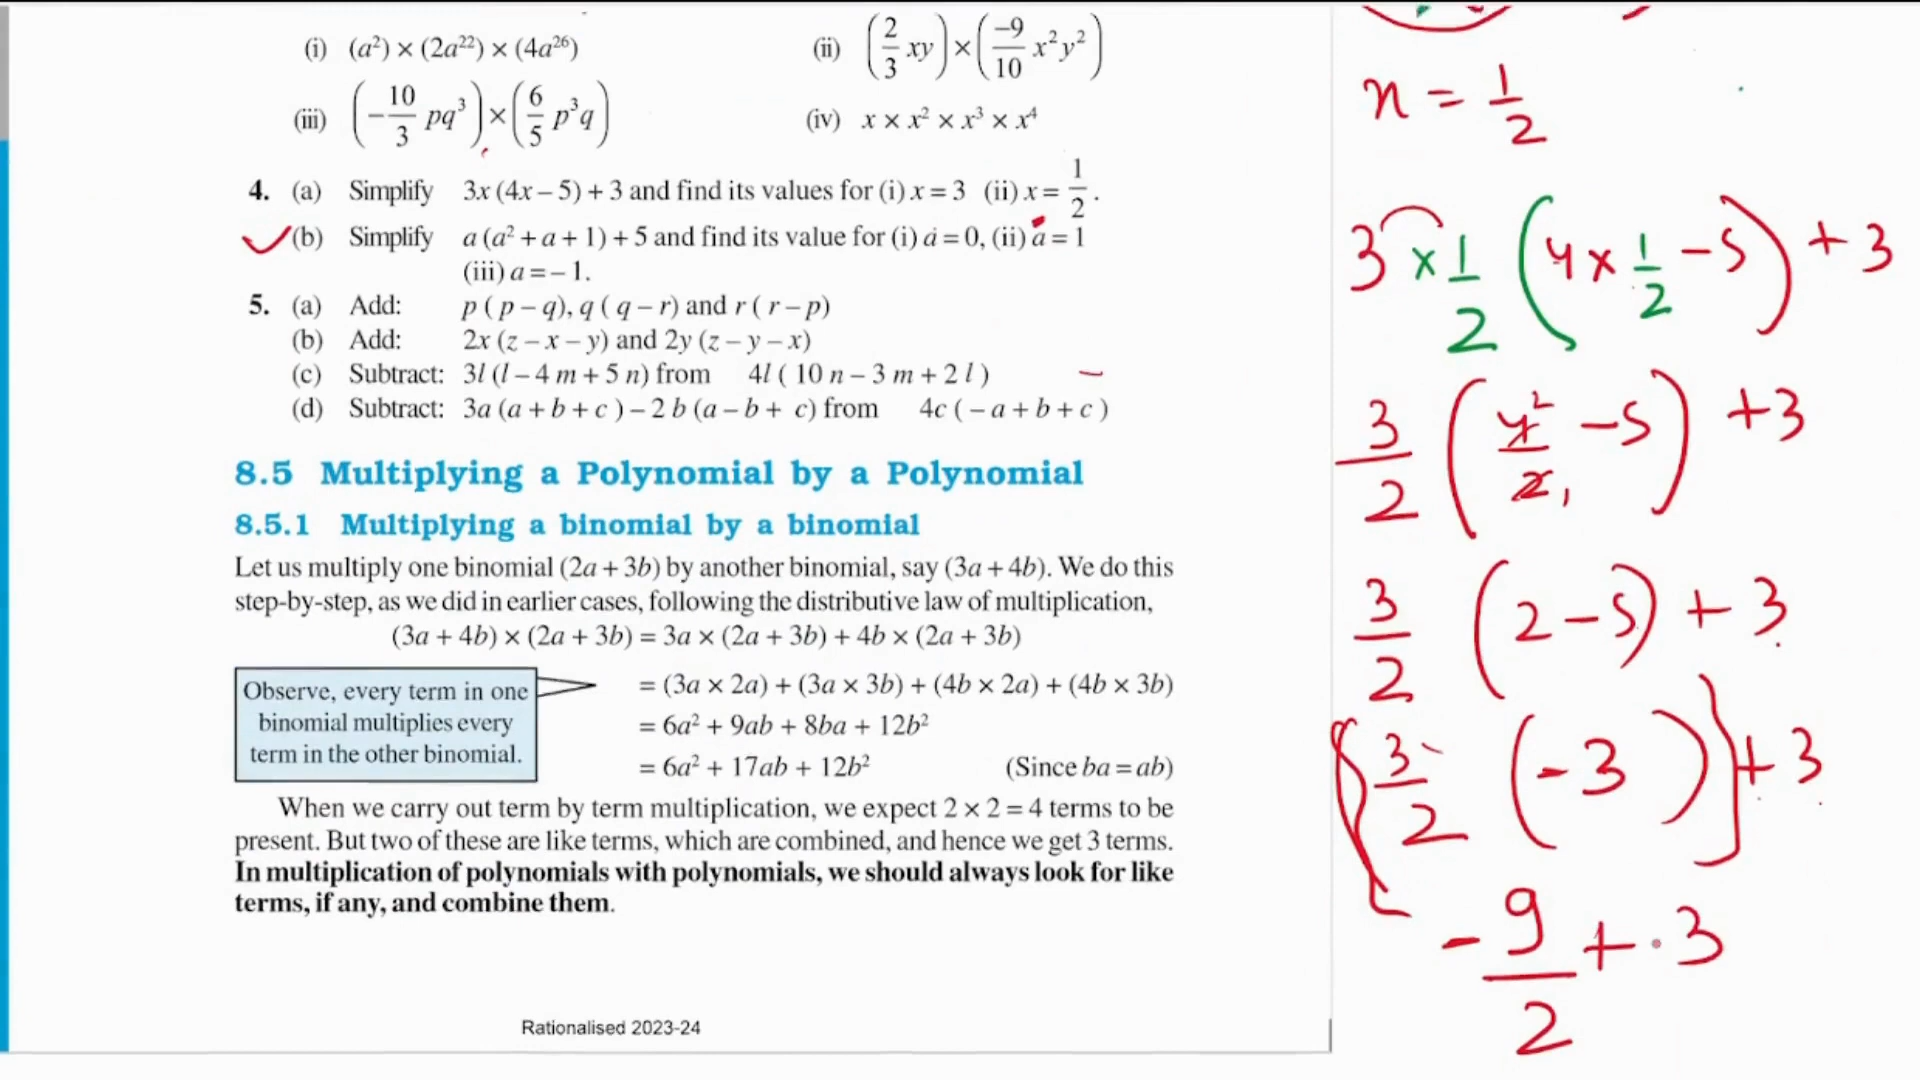 (i) (a²) × (2a²²) × (4a²⁶) (ii) (2/3 xy) × (-9/10 x²y²)
(iii) (-10/3 pq³) × (6/5 p³q) (iv) x × x² × x³ × x⁴
4. (a) Simplify 3x (4x – 5) + 3 and find its values for (i) x = 3 (ii) x = 1/2.
(b) Simplify a (a² + a + 1) + 5 and find its value for (i) a = 0, (ii) a = 1
(iii) a = – 1.
5. (a) Add: p ( p – q), q ( q – r) and r ( r – p)
(b) Add: 2x (z – x – y) and 2y (z – y – x)
(c) Subtract: 3l (l – 4 m + 5 n) from 4l ( 10 n – 3 m + 2 l )
(d) Subtract: 3a (a + b + c ) – 2 b (a – b + c) from 4c ( – a + b + c )
8.5 Multiplying a Polynomial by a Polynomial
8.5.1 Multiplying a binomial by a binomial
Let us multiply one binomial (2a + 3b) by another binomial, say (3a + 4b). We do this
step-by-step, as we did in earlier cases, following the distributive law of multiplication,
(3a + 4b) × (2a + 3b) = 3a × (2a + 3b) + 4b × (2a + 3b)
Observe, every term in one
binomial multiplies every
term in the other binomial.
= (3a × 2a) + (3a × 3b) + (4b × 2a) + (4b × 3b)
= 6a² + 9ab + 8ba + 12b²
= 6a² + 17ab + 12b² (Since ba = ab)
When we carry out term by term multiplication, we expect 2 × 2 = 4 terms to be
present. But two of these are like terms, which are combined, and hence we get 3 terms.
In multiplication of polynomials with polynomials, we should always look for like
terms, if any, and combine them.
Rationalised 2023-24
x = 1/2
3 × 1/2 (4 × 1/2 - 5) + 3
3/2 (4²/2₁ - 5) + 3
3/2 (2 - 5) + 3
{3/2 (-3)} + 3
-9/2 + 3